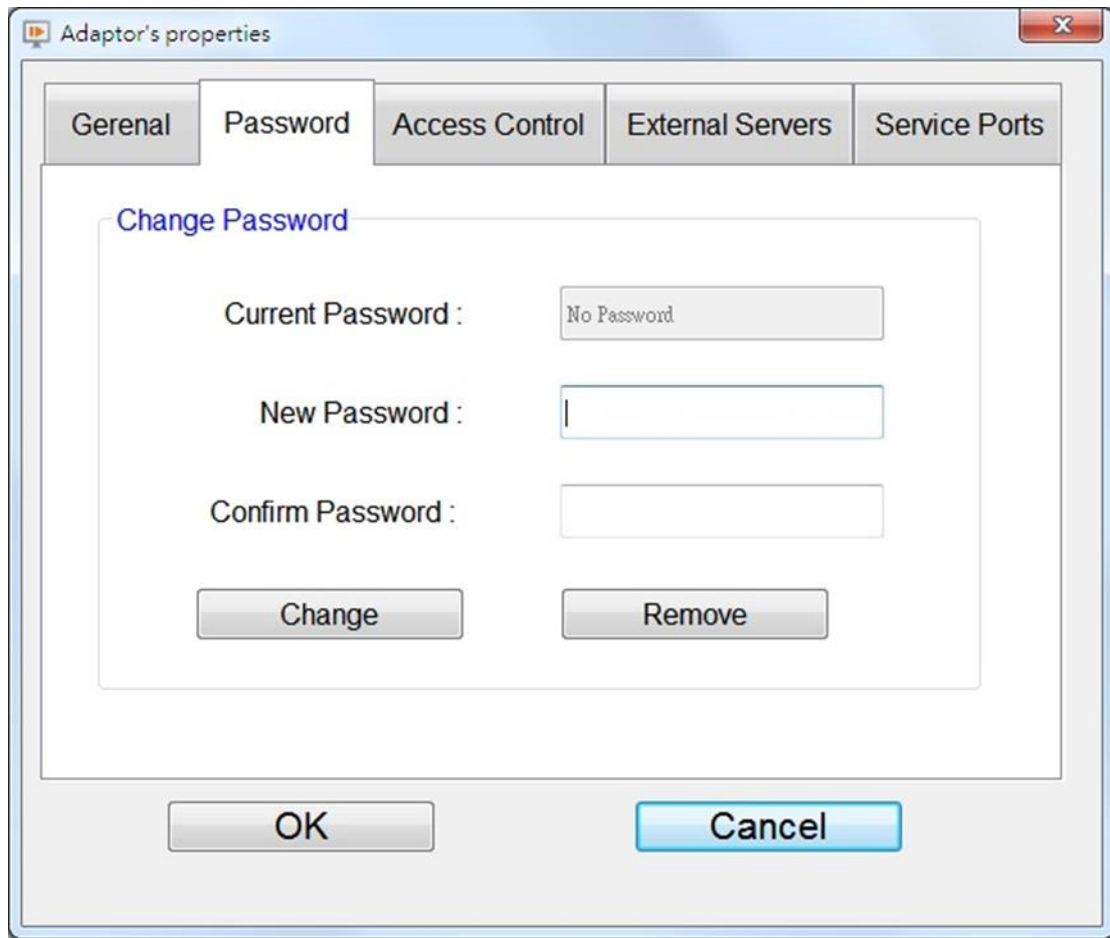 Adaptor's properties
Gerenal Password Access Control External Servers Service Ports
Change Password
Current Password : No Password
New Password :
Confirm Password :
Change Remove
OK Cancel